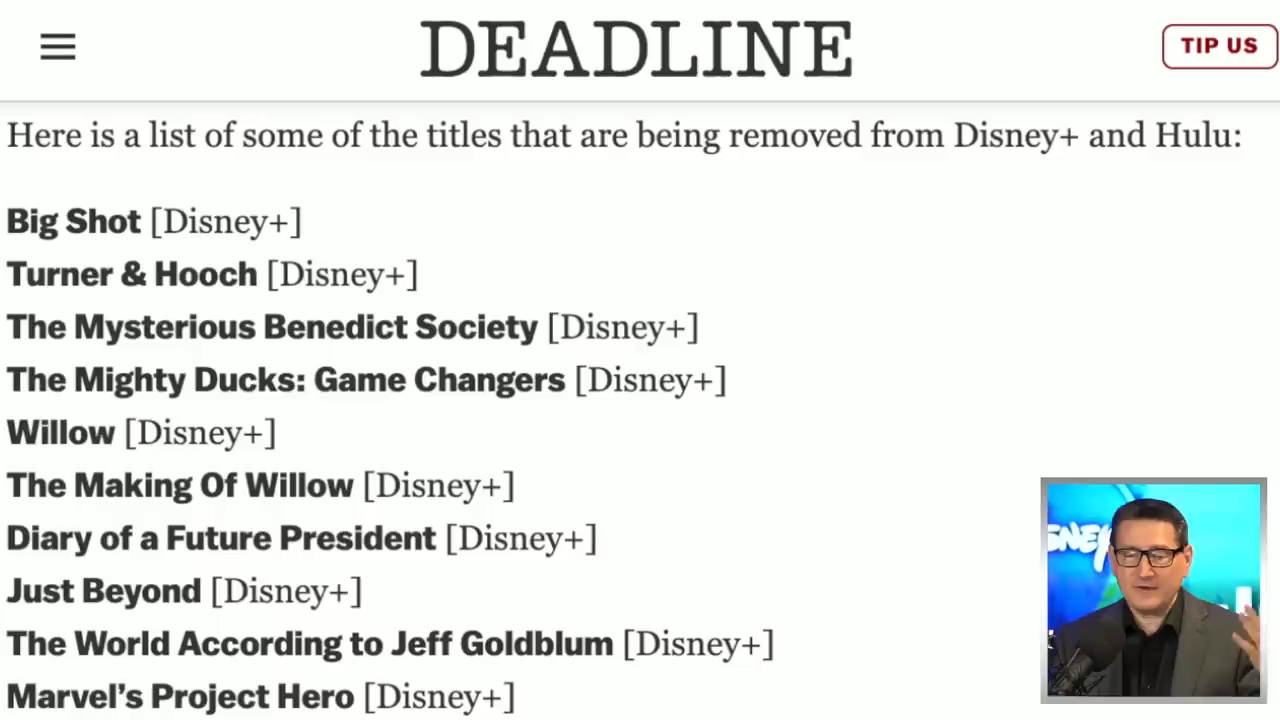 DEADLINE
TIP US
Here is a list of some of the titles that are being removed from Disney+ and Hulu:
Big Shot [Disney+]
Turner & Hooch [Disney+]
The Mysterious Benedict Society [Disney+]
The Mighty Ducks: Game Changers [Disney+]
Willow [Disney+]
The Making Of Willow [Disney+]
Diary of a Future President [Disney+]
Just Beyond [Disney+]
The World According to Jeff Goldblum [Disney+]
Marvel’s Project Hero [Disney+]